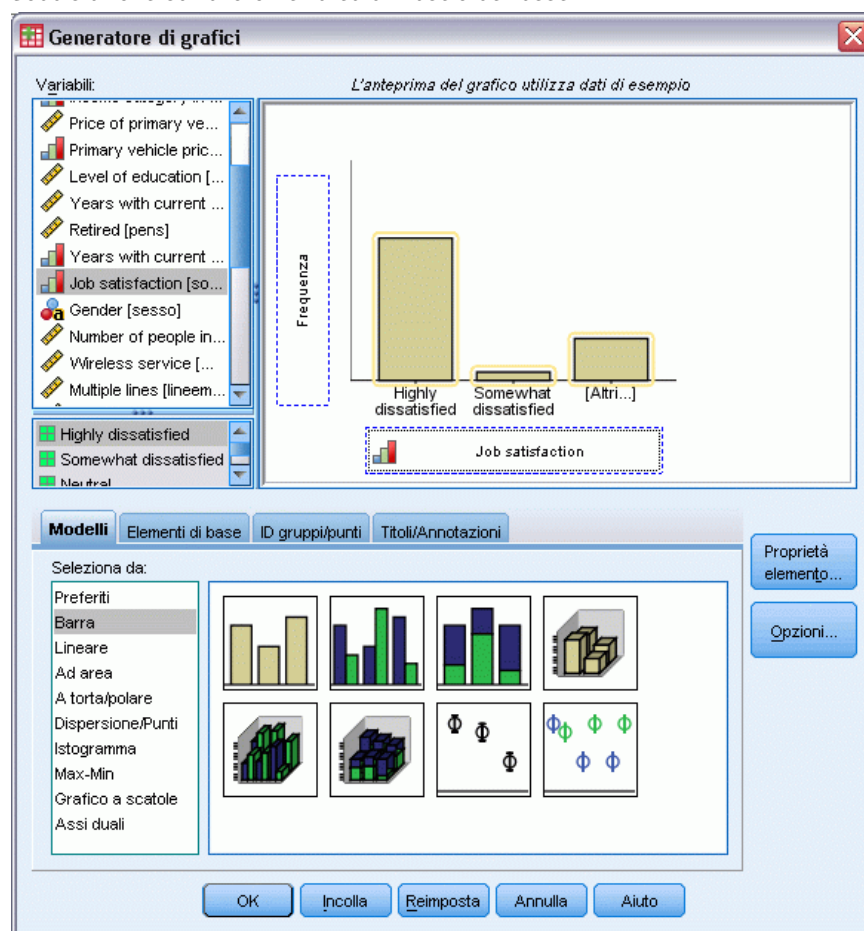 Generatore di grafici
Variabili:
L'anteprima del grafico utilizza dati di esempio
Price of primary ve...
Primary vehicle pric...
Level of education [...
Years with current ...
Retired [pens]
Years with current ...
Job satisfaction [so...
Gender [sesso]
Number of people in...
Wireless service [...
Multiple lines [lineem...
Highly dissatisfied
Somewhat dissatisfied
Neutral
Frequenza
Highly dissatisfied
Somewhat dissatisfied
[Altri...]
Job satisfaction
Modelli
Elementi di base
ID gruppi/punti
Titoli/Annotazioni
Seleziona da:
Preferiti
Barra
Lineare
Ad area
A torta/polare
Dispersione/Punti
Istogramma
Max-Min
Grafico a scatole
Assi duali
Proprietà
elemento...
Opzioni...
OK
Incolla
Reimposta
Annulla
Aiuto